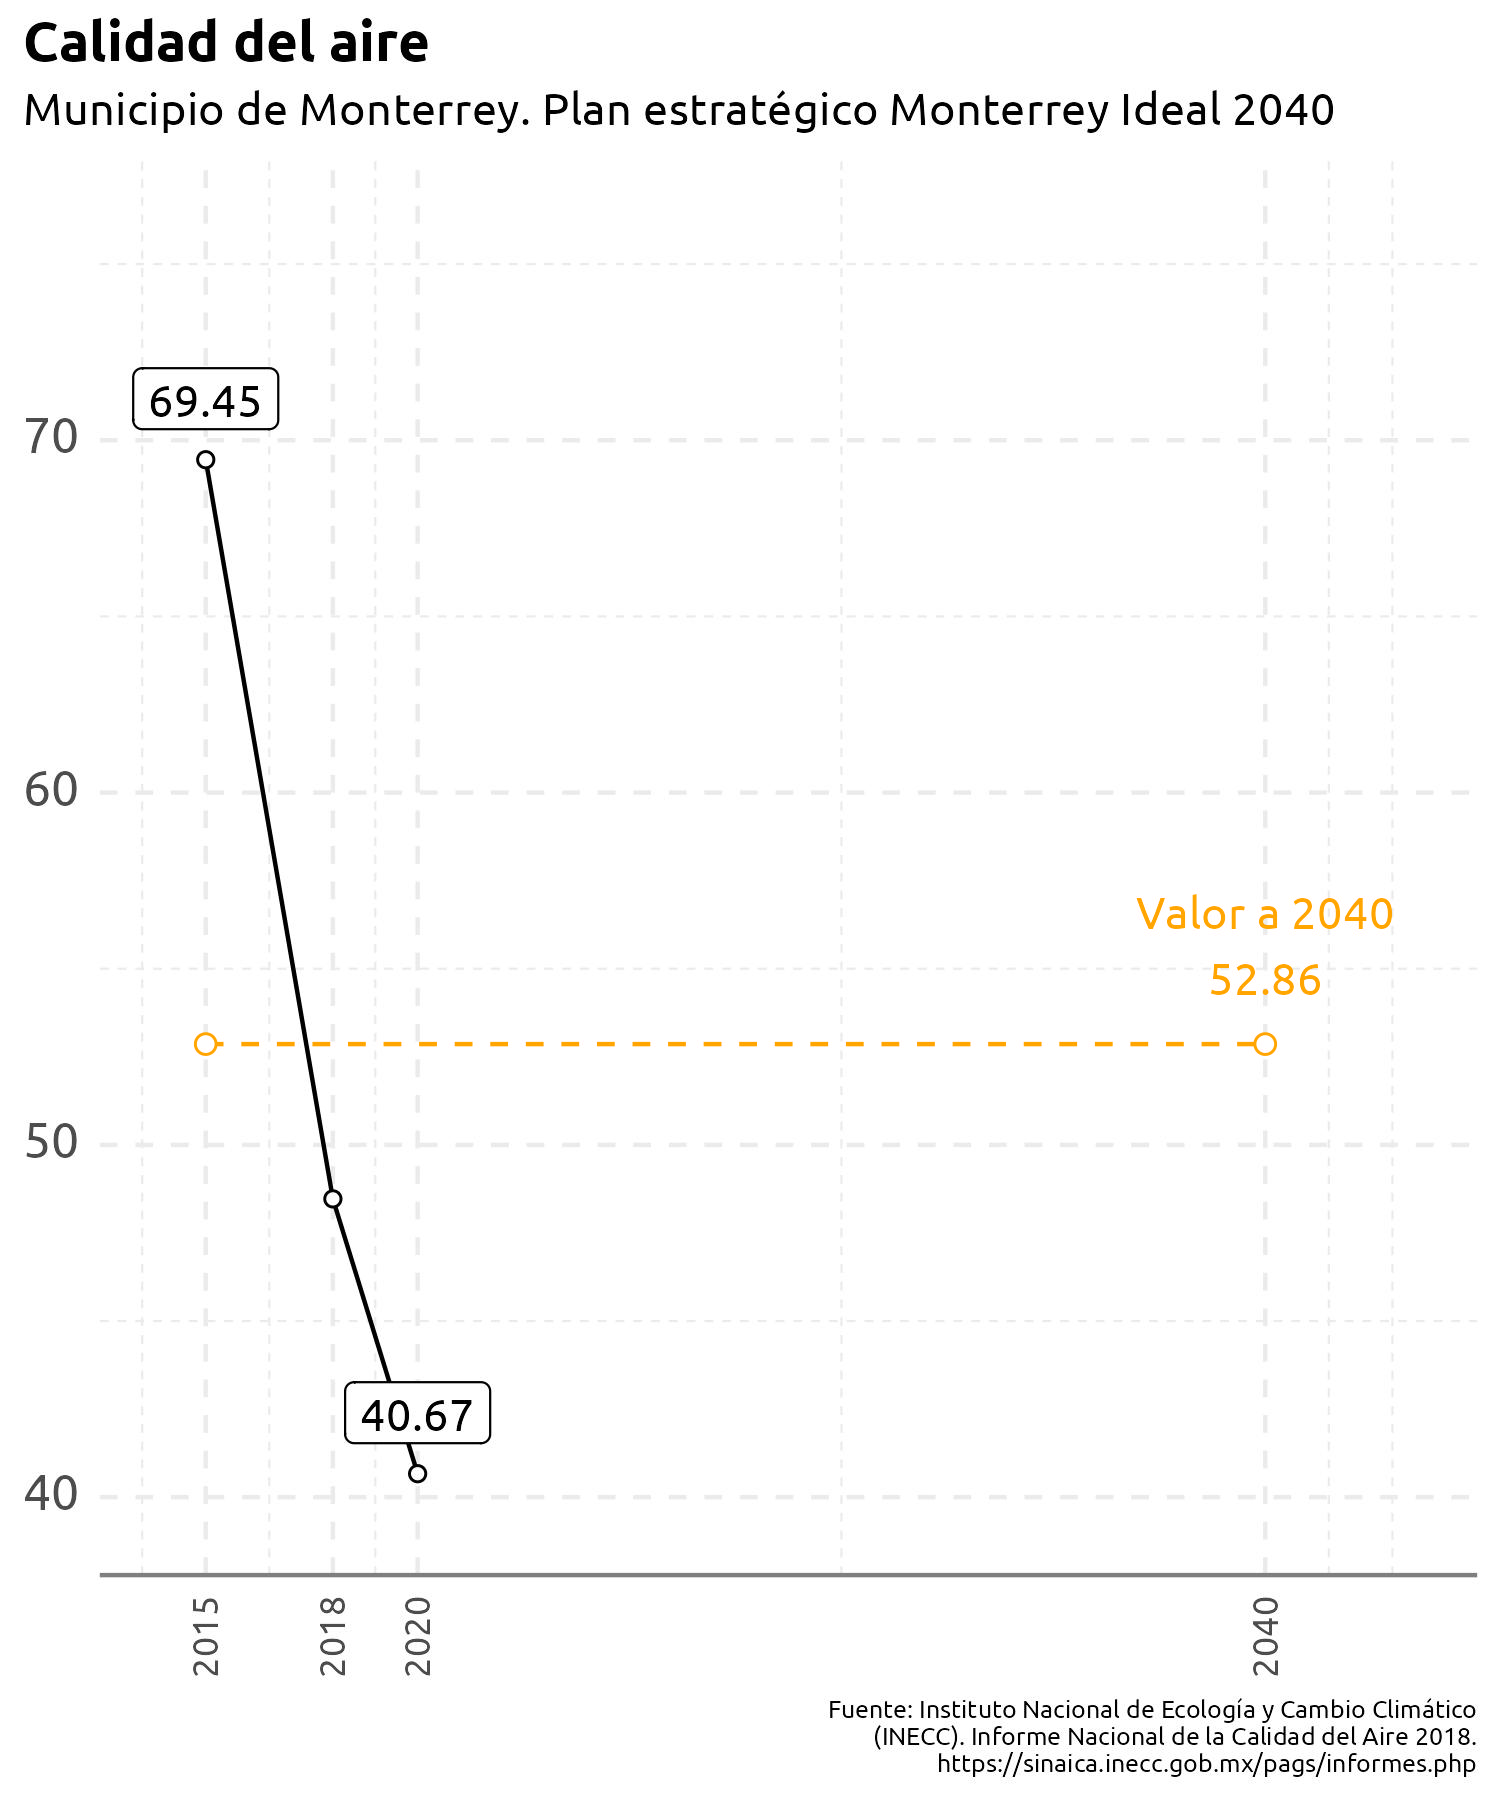 Calidad del aire
Municipio de Monterrey. Plan estratégico Monterrey Ideal 2040
69.45
70
60
Valor a 2040
52.86
50
40.67
40
2015
2018
2020
2040
Fuente: Instituto Nacional de Ecología y Cambio Climático
(INECC). Informe Nacional de la Calidad del Aire 2018.
https://sinaica.inecc.gob.mx/pags/informes.php